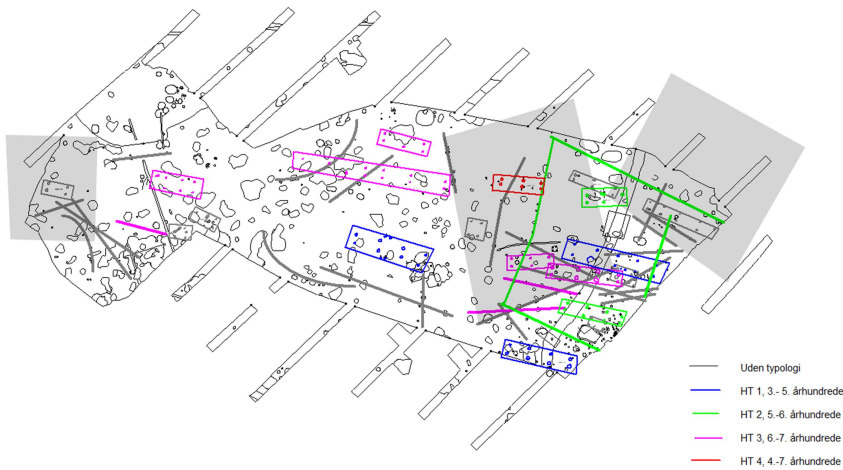 Uden typologi
HT 1, 3.- 5. århundrede
HT 2, 5.-6. århundrede
HT 3, 6.-7. århundrede
HT 4, 4.-7. århundrede